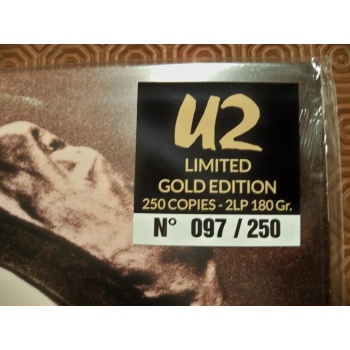 U2
LIMITED
GOLD EDITION
250 COPIES - 2LP 180 Gr.
N° 097 / 250